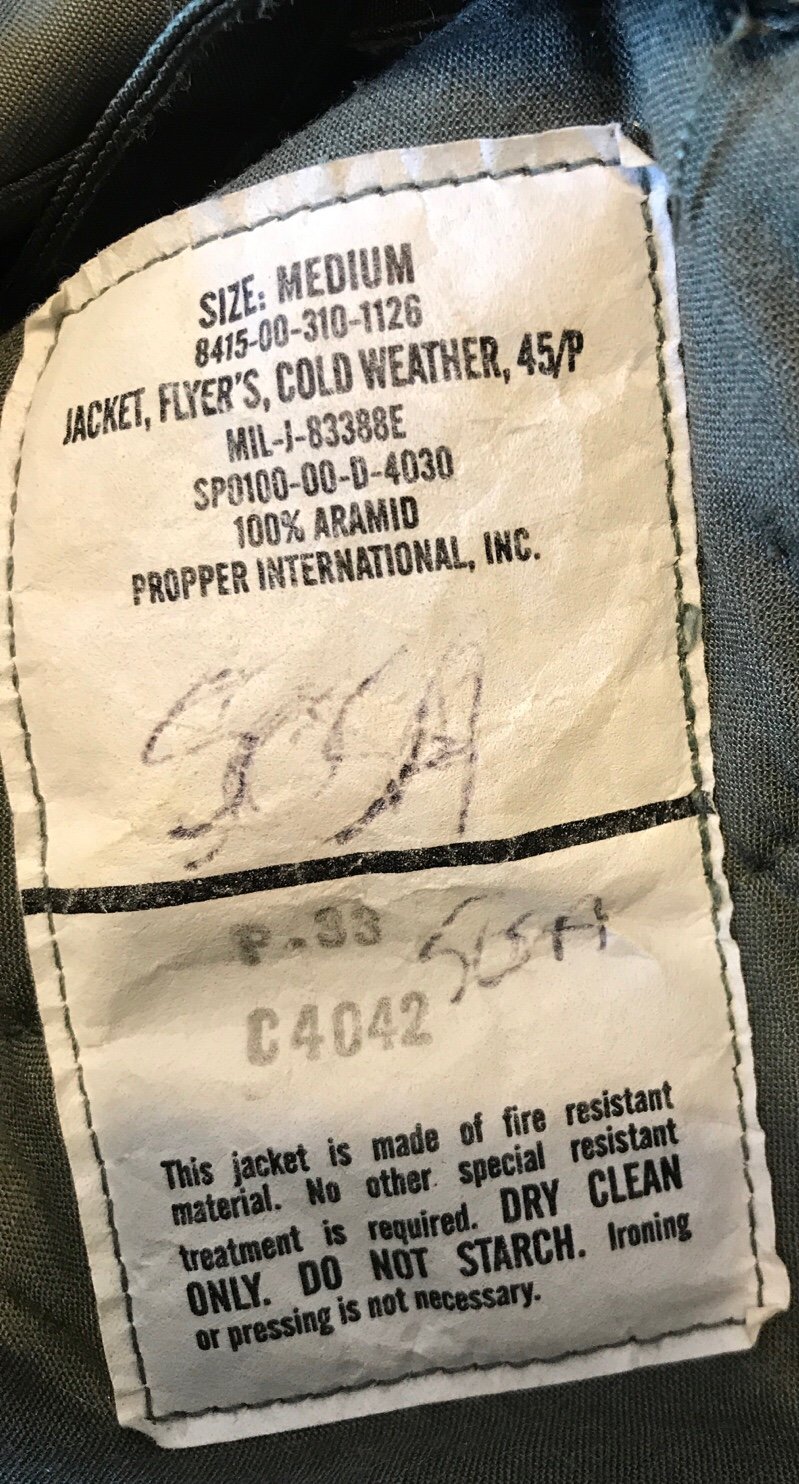 SIZE: MEDIUM
8415-00-310-1126
JACKET, FLYER'S, COLD WEATHER, 45/P
MIL-J-83388E
SP0100-00-D-4030
100% ARAMID
PROPPER INTERNATIONAL, INC.
SOSA
P-33 SOSA
C4042
This jacket is made of fire resistant
material. No other special resistant
treatment is required. DRY CLEAN
ONLY. DO NOT STARCH. Ironing
or pressing is not necessary.